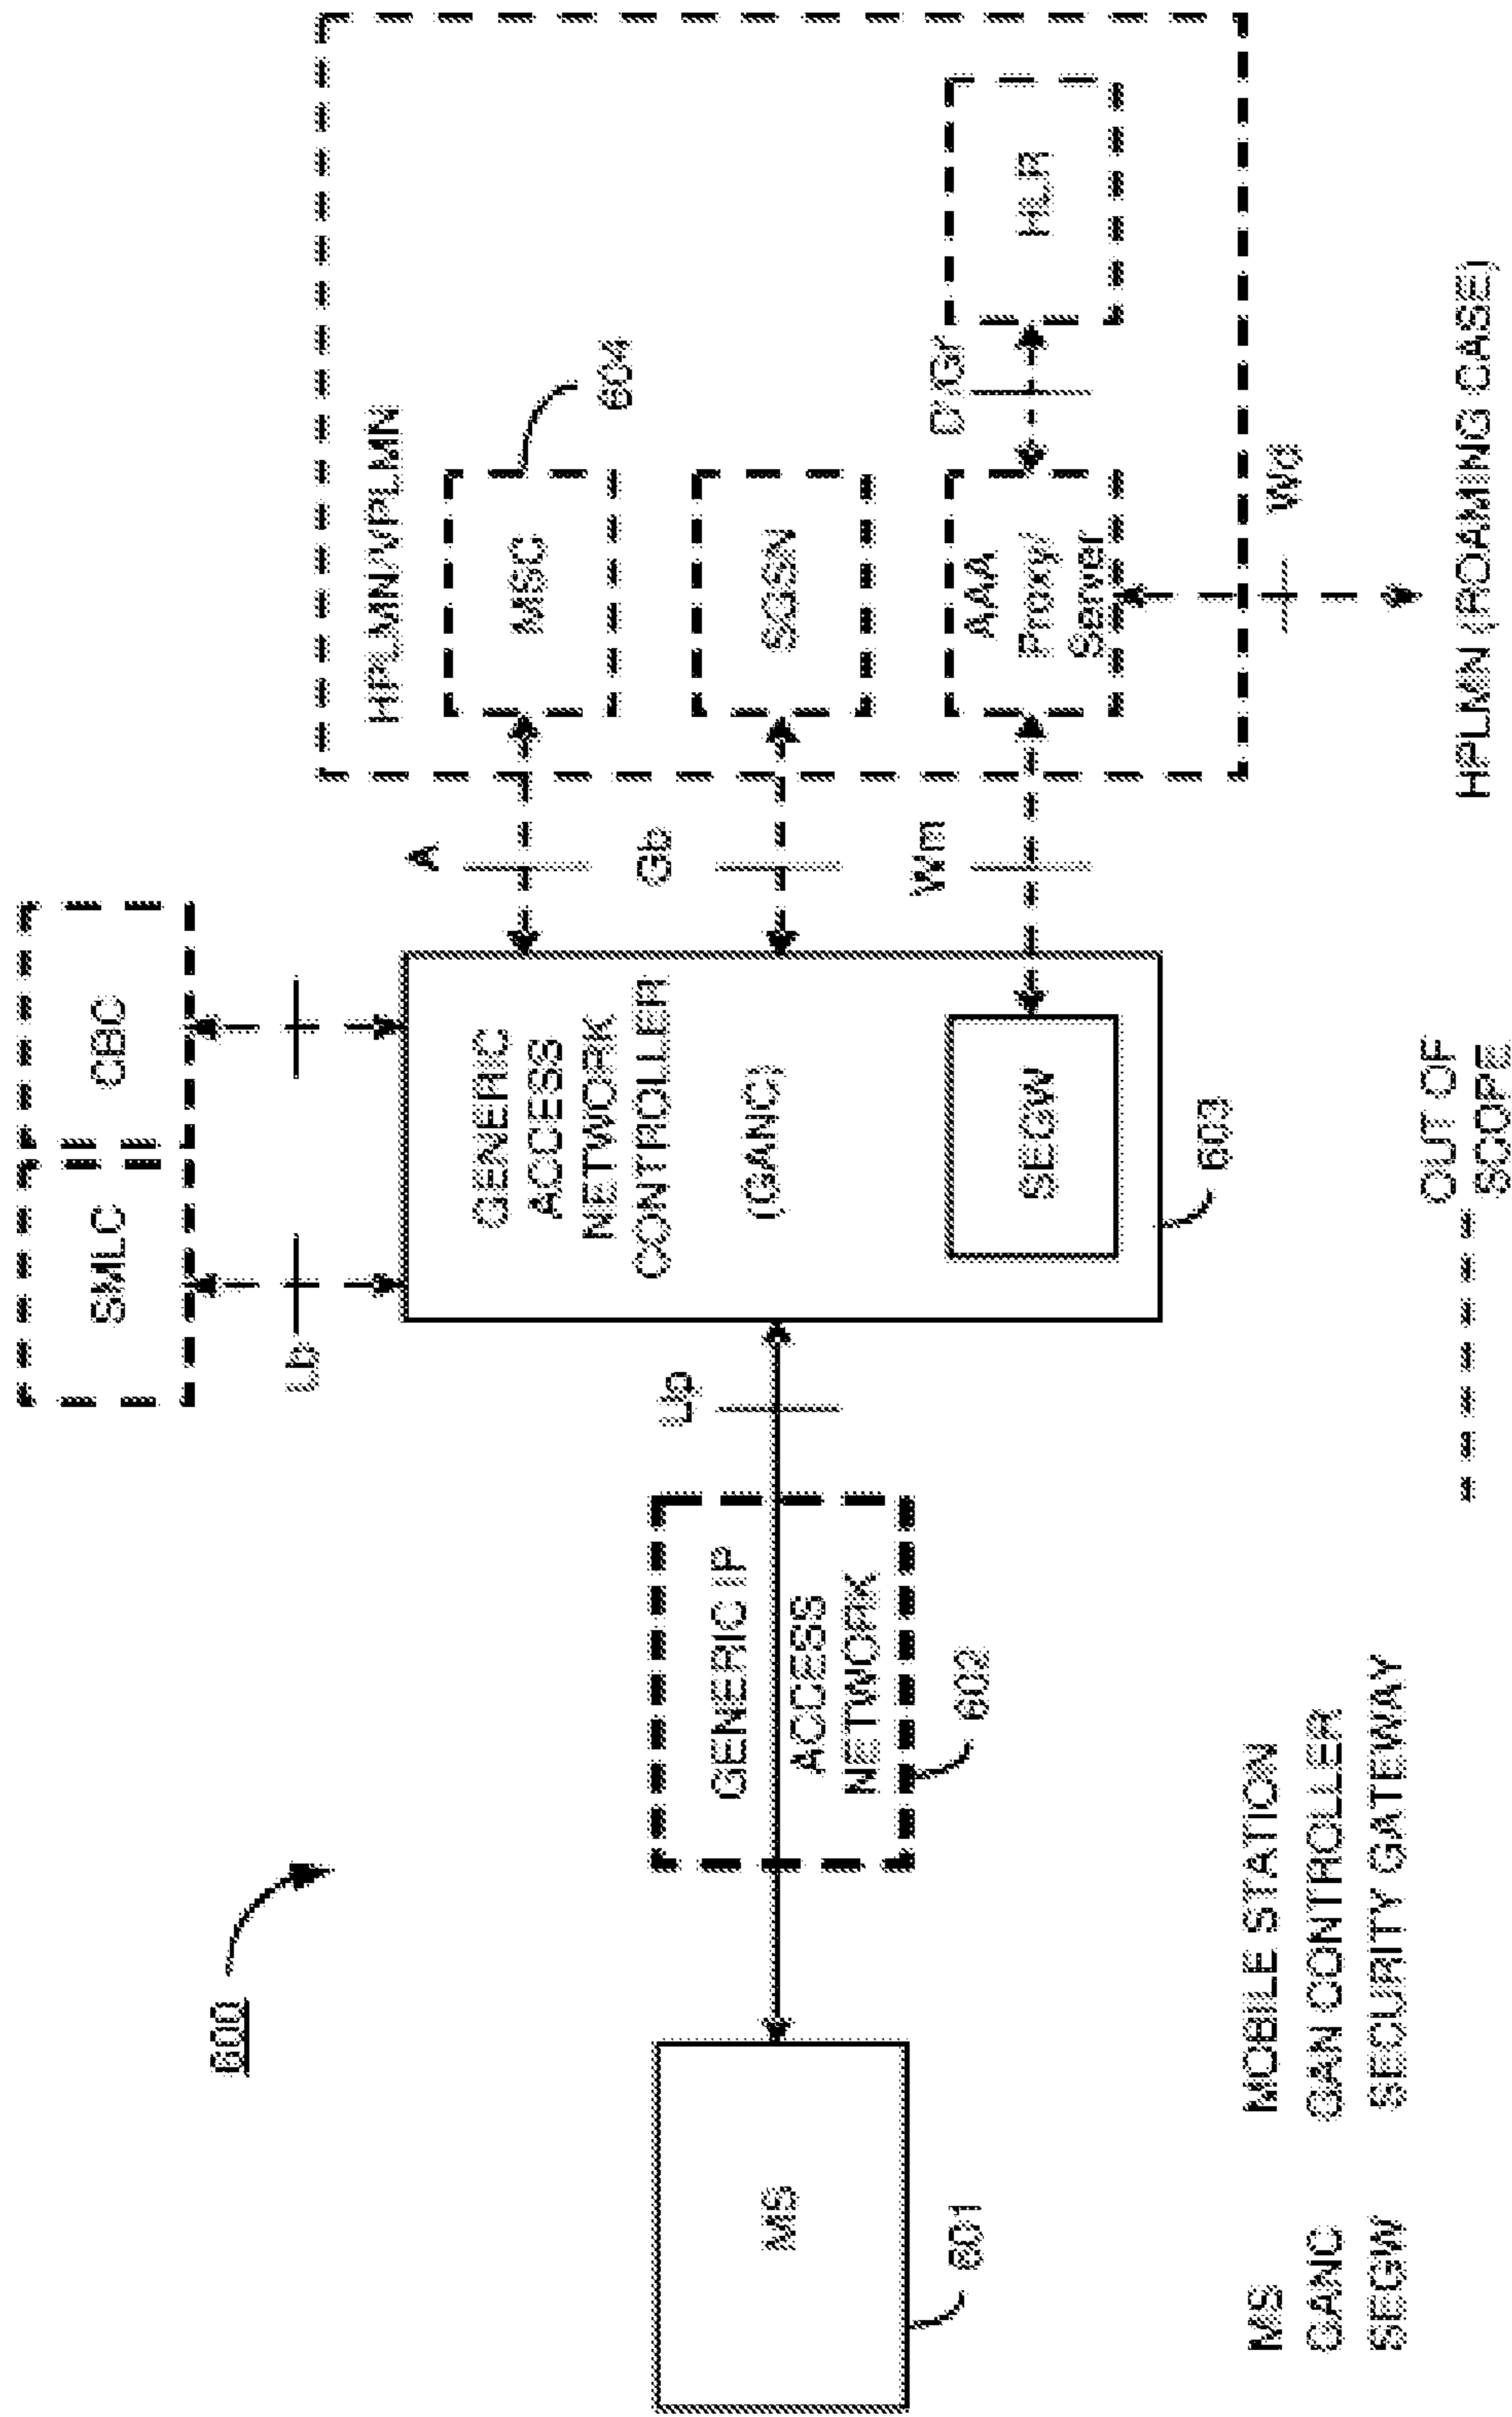 600
SMLC
CBC
Lb
HPLMN/VPLMN
A
MSC
604
GENERIC
ACCESS
NETWORK
CONTROLLER
(GANC)
Up
Gb
SGSN
MS
GENERIC IP
ACCESS
NETWORK
602
601
SEGW
603
Wm
AAA
Proxy/
Server
D'/Gr'
HLR
Wd
HPLMN (ROAMING CASE)
MS MOBILE STATION
GANC GAN CONTROLLER
SEGW SECURITY GATEWAY
OUT OF
SCOPE